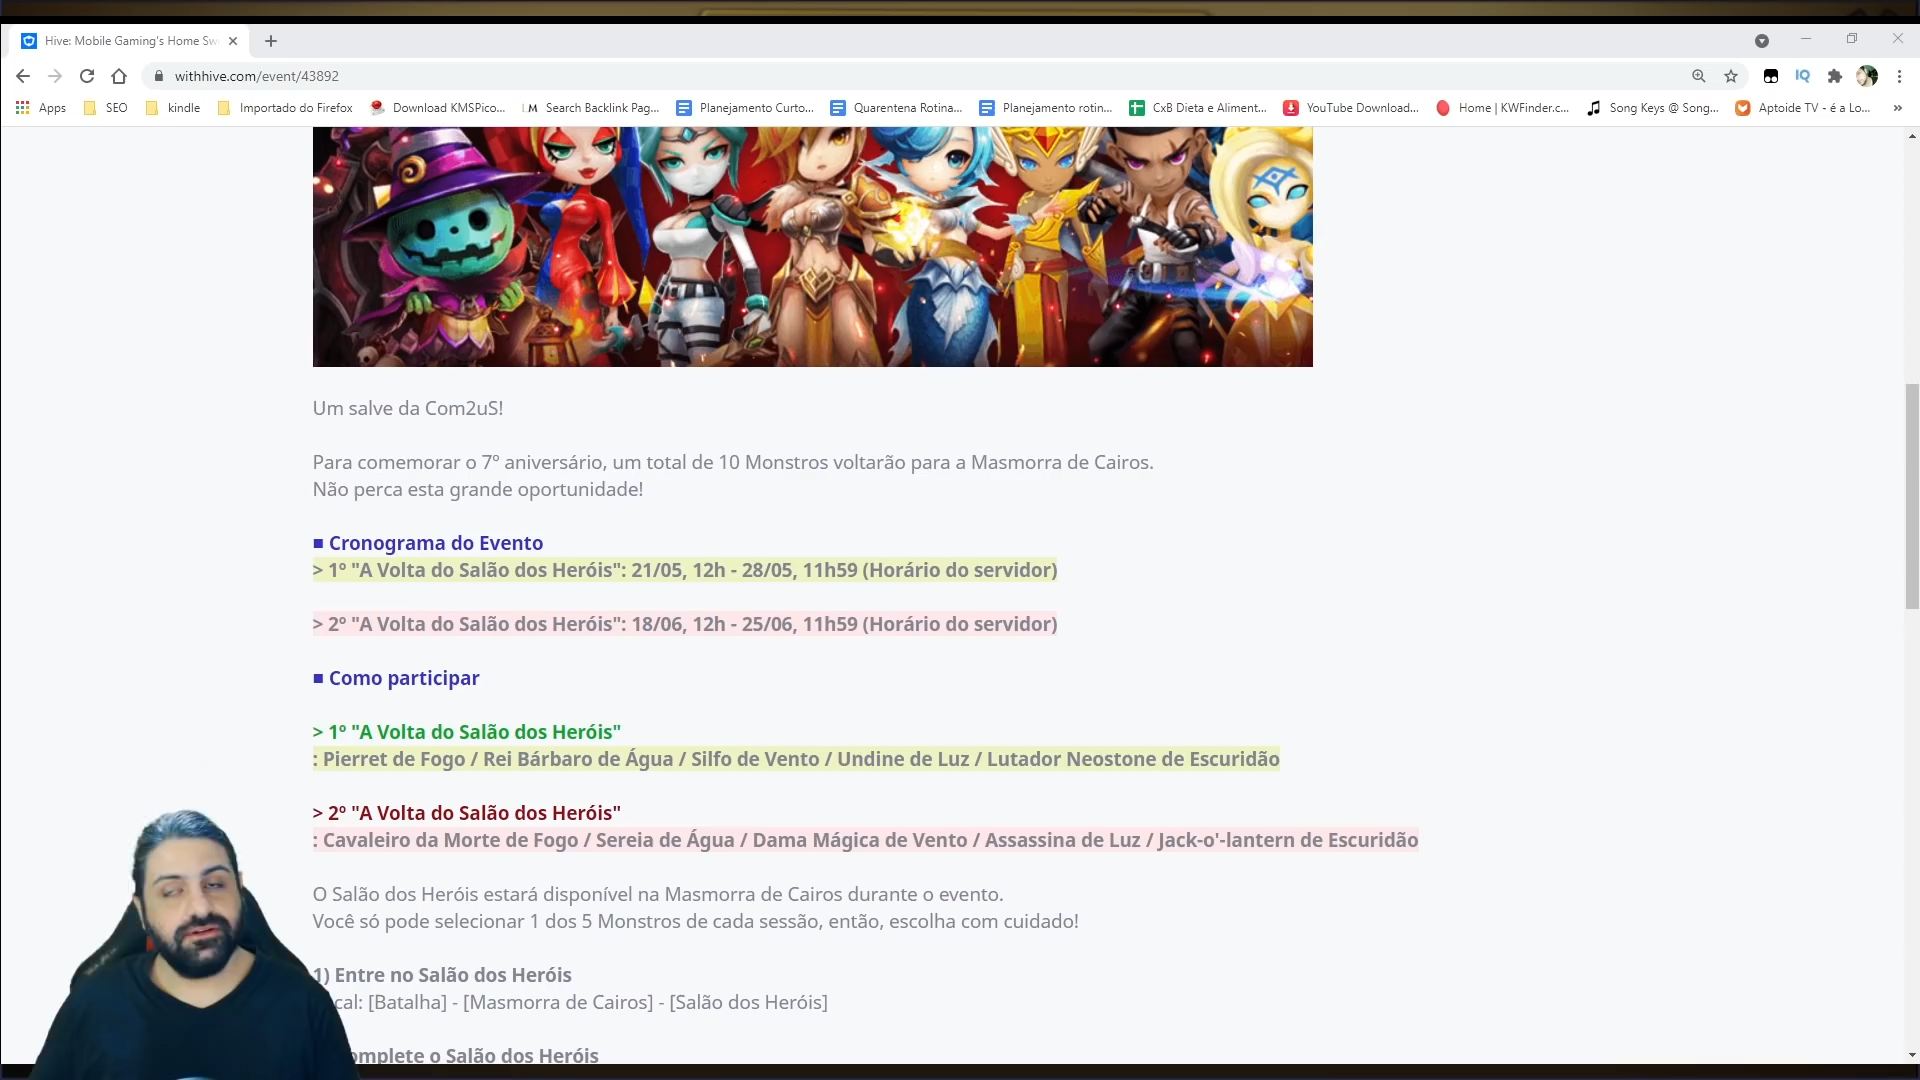 Hive: Mobile Gaming's Home Sw
withhive.com/event/43892
IQ
Apps
SEO
kindle
Importado do Firefox
Download KMSPico...
LM Search Backlink Pag...
Planejamento Curto...
Quarentena Rotina...
Planejamento rotin...
CxB Dieta e Aliment...
YouTube Download...
Home | KWFinder.c...
Song Keys @ Song...
Aptoide TV - é a Lo...
»
Um salve da Com2uS!
Para comemorar o 7º aniversário, um total de 10 Monstros voltarão para a Masmorra de Cairos.
Não perca esta grande oportunidade!
■ Cronograma do Evento
> 1º "A Volta do Salão dos Heróis": 21/05, 12h - 28/05, 11h59 (Horário do servidor)
> 2º "A Volta do Salão dos Heróis": 18/06, 12h - 25/06, 11h59 (Horário do servidor)
■ Como participar
> 1º "A Volta do Salão dos Heróis"
: Pierret de Fogo / Rei Bárbaro de Água / Silfo de Vento / Undine de Luz / Lutador Neostone de Escuridão
> 2º "A Volta do Salão dos Heróis"
: Cavaleiro da Morte de Fogo / Sereia de Água / Dama Mágica de Vento / Assassina de Luz / Jack-o'-lantern de Escuridão
O Salão dos Heróis estará disponível na Masmorra de Cairos durante o evento.
Você só pode selecionar 1 dos 5 Monstros de cada sessão, então, escolha com cuidado!
1) Entre no Salão dos Heróis
cal: [Batalha] - [Masmorra de Cairos] - [Salão dos Heróis]
omplete o Salão dos Heróis